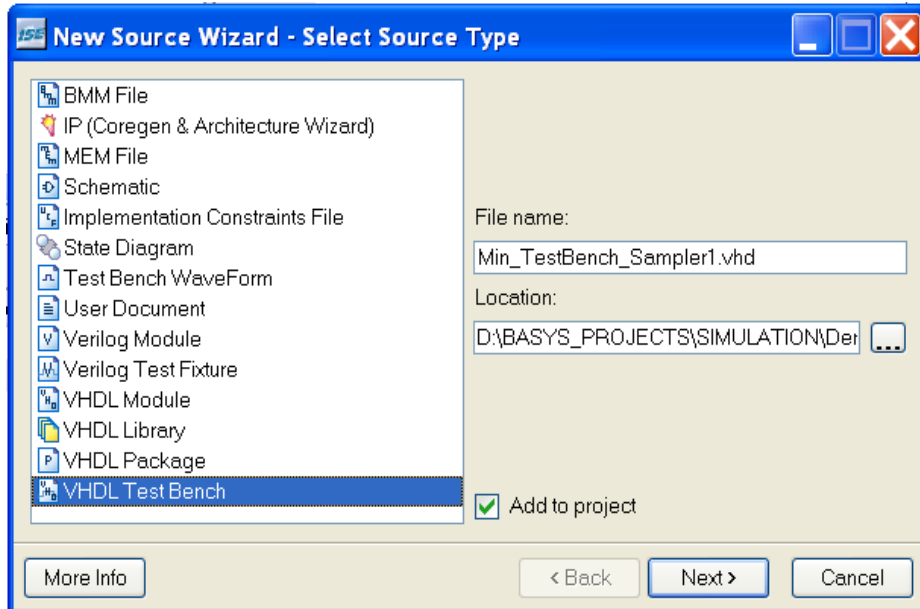 ISE New Source Wizard - Select Source Type
BMM File
IP (Coregen & Architecture Wizard)
MEM File
Schematic
Implementation Constraints File
State Diagram
Test Bench WaveForm
User Document
Verilog Module
Verilog Test Fixture
VHDL Module
VHDL Library
VHDL Package
VHDL Test Bench
File name:
Min_TestBench_Sampler1.vhd
Location:
D:\BASYS_PROJECTS\SIMULATION\Der
...
Add to project
More Info
< Back
Next >
Cancel